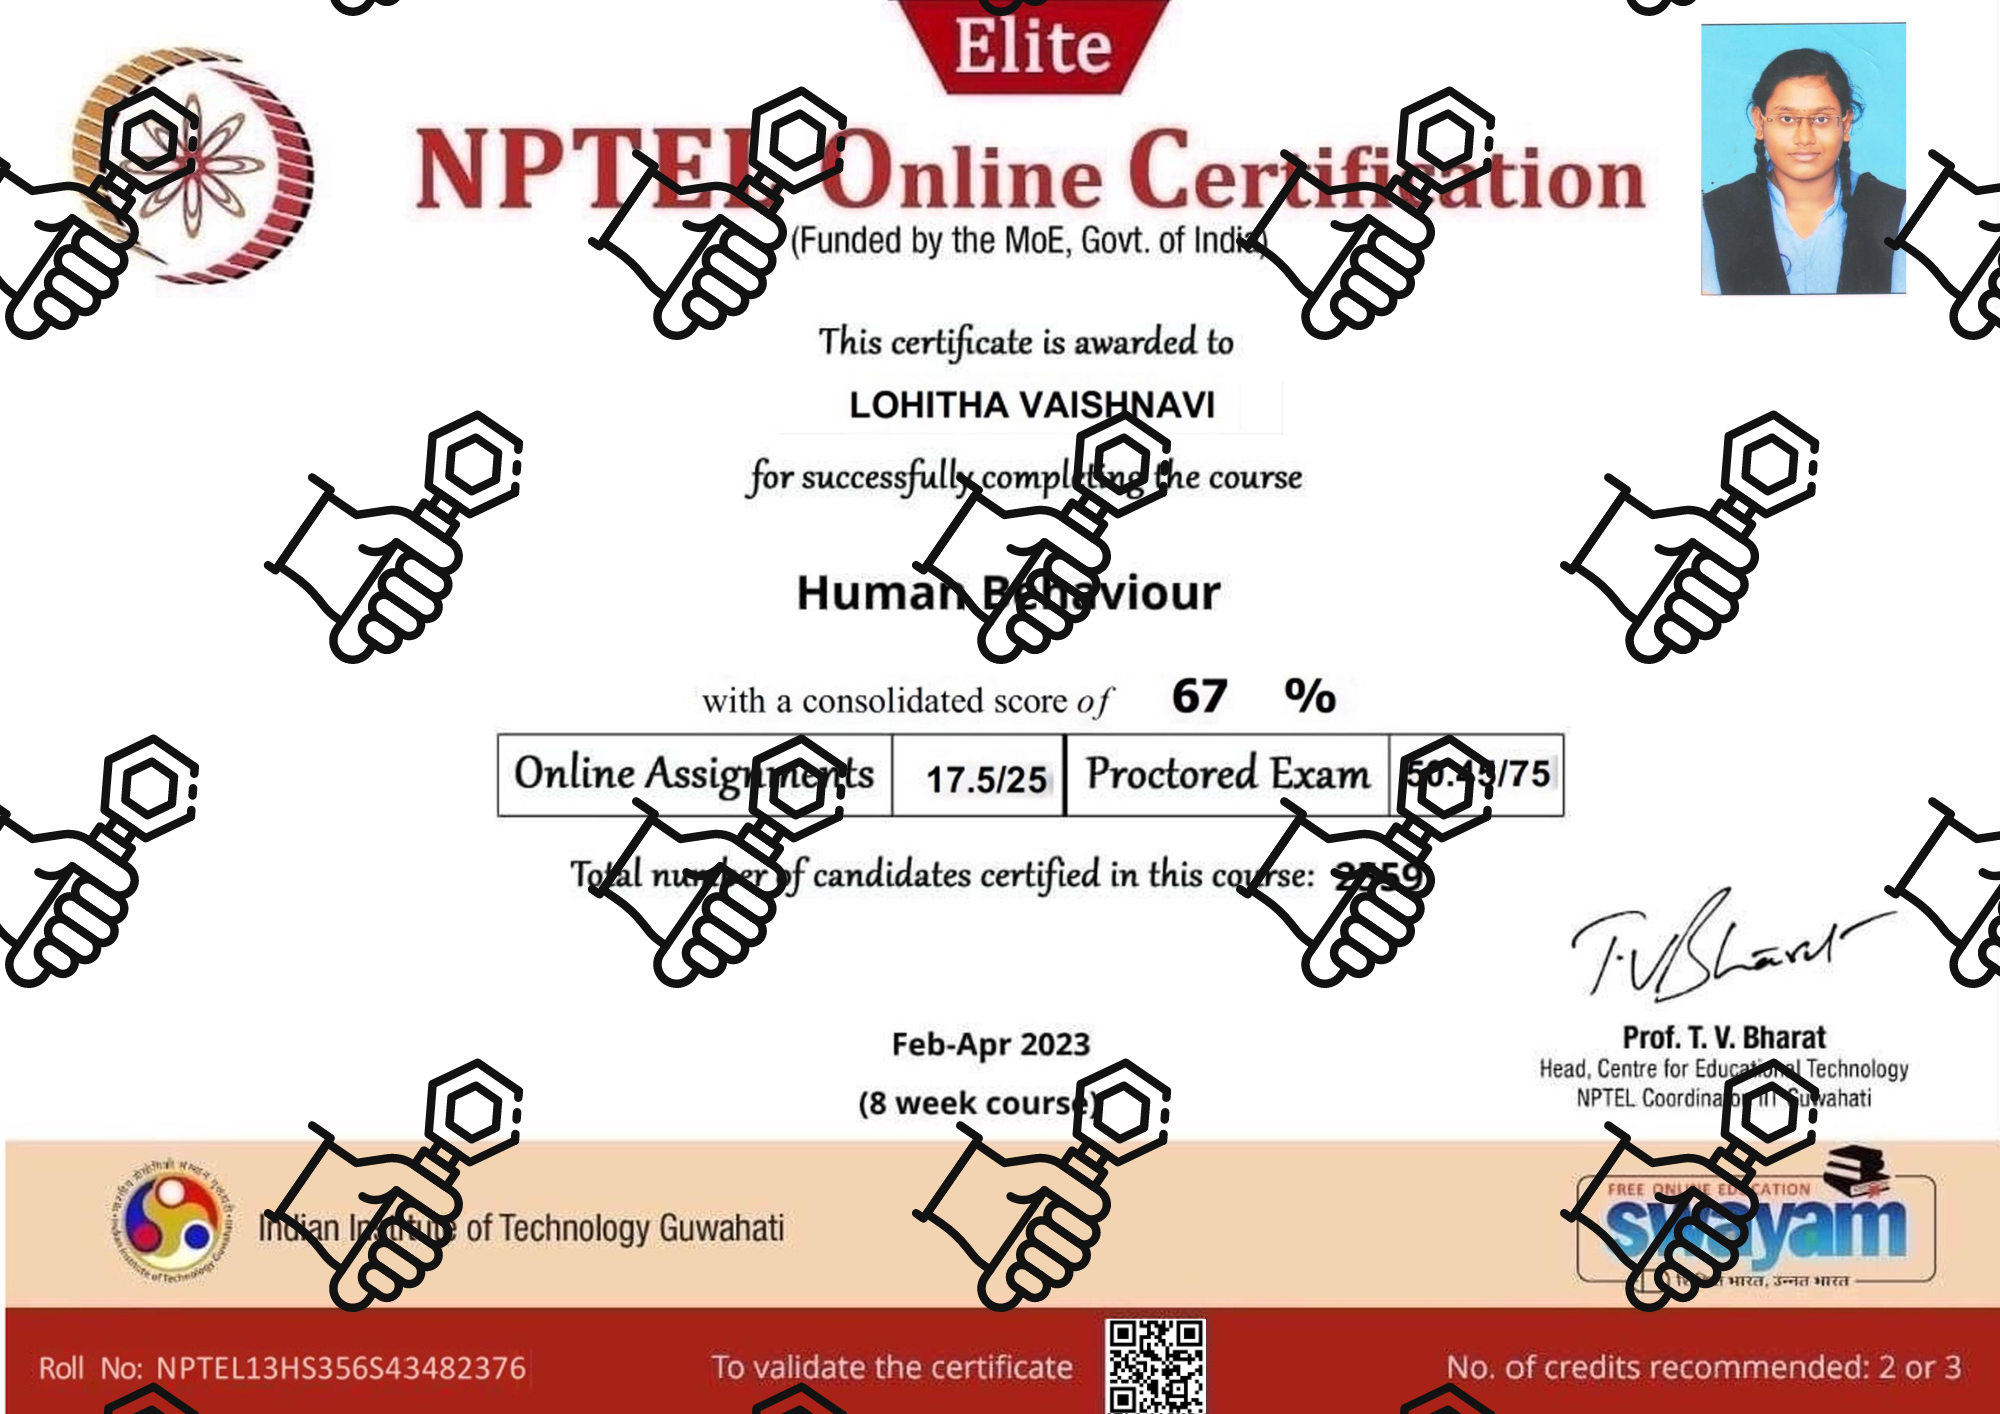 Elite
NPTEL Online Certification
(Funded by the MoE, Govt. of India)
This certificate is awarded to
LOHITHA VAISHNAVI
for successfully completing the course
Human Behaviour
with a consolidated score of 67 %
Online Assignments 17.5/25 Proctored Exam /75
Total number of candidates certified in this course:
Feb-Apr 2023
(8 week course)
Prof. T. V. Bharat
Head, Centre for Educational Technology
NPTEL Coordinator Guwahati
Indian Institute of Technology Guwahati
FREE ONLINE EDUCATION
swayam
भारत, उन्नत भारत
Roll No: NPTEL13HS356S43482376
To validate the certificate
No. of credits recommended: 2 or 3